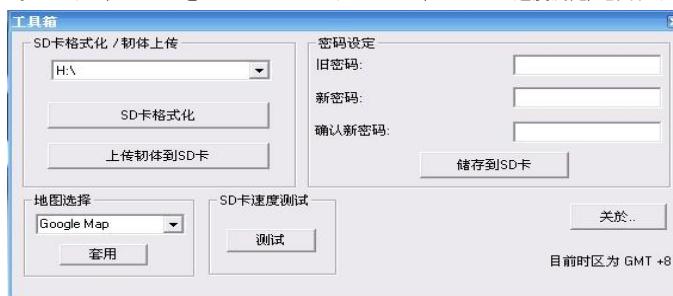 工具箱
SD卡格式化 / 韧体上传
H:\
SD卡格式化
上传韧体到SD卡
密码设定
旧密码:
新密码:
确认新密码:
储存到SD卡
地图选择
Google Map
套用
SD卡速度测试
测试
关於..
目前时区为 GMT +8